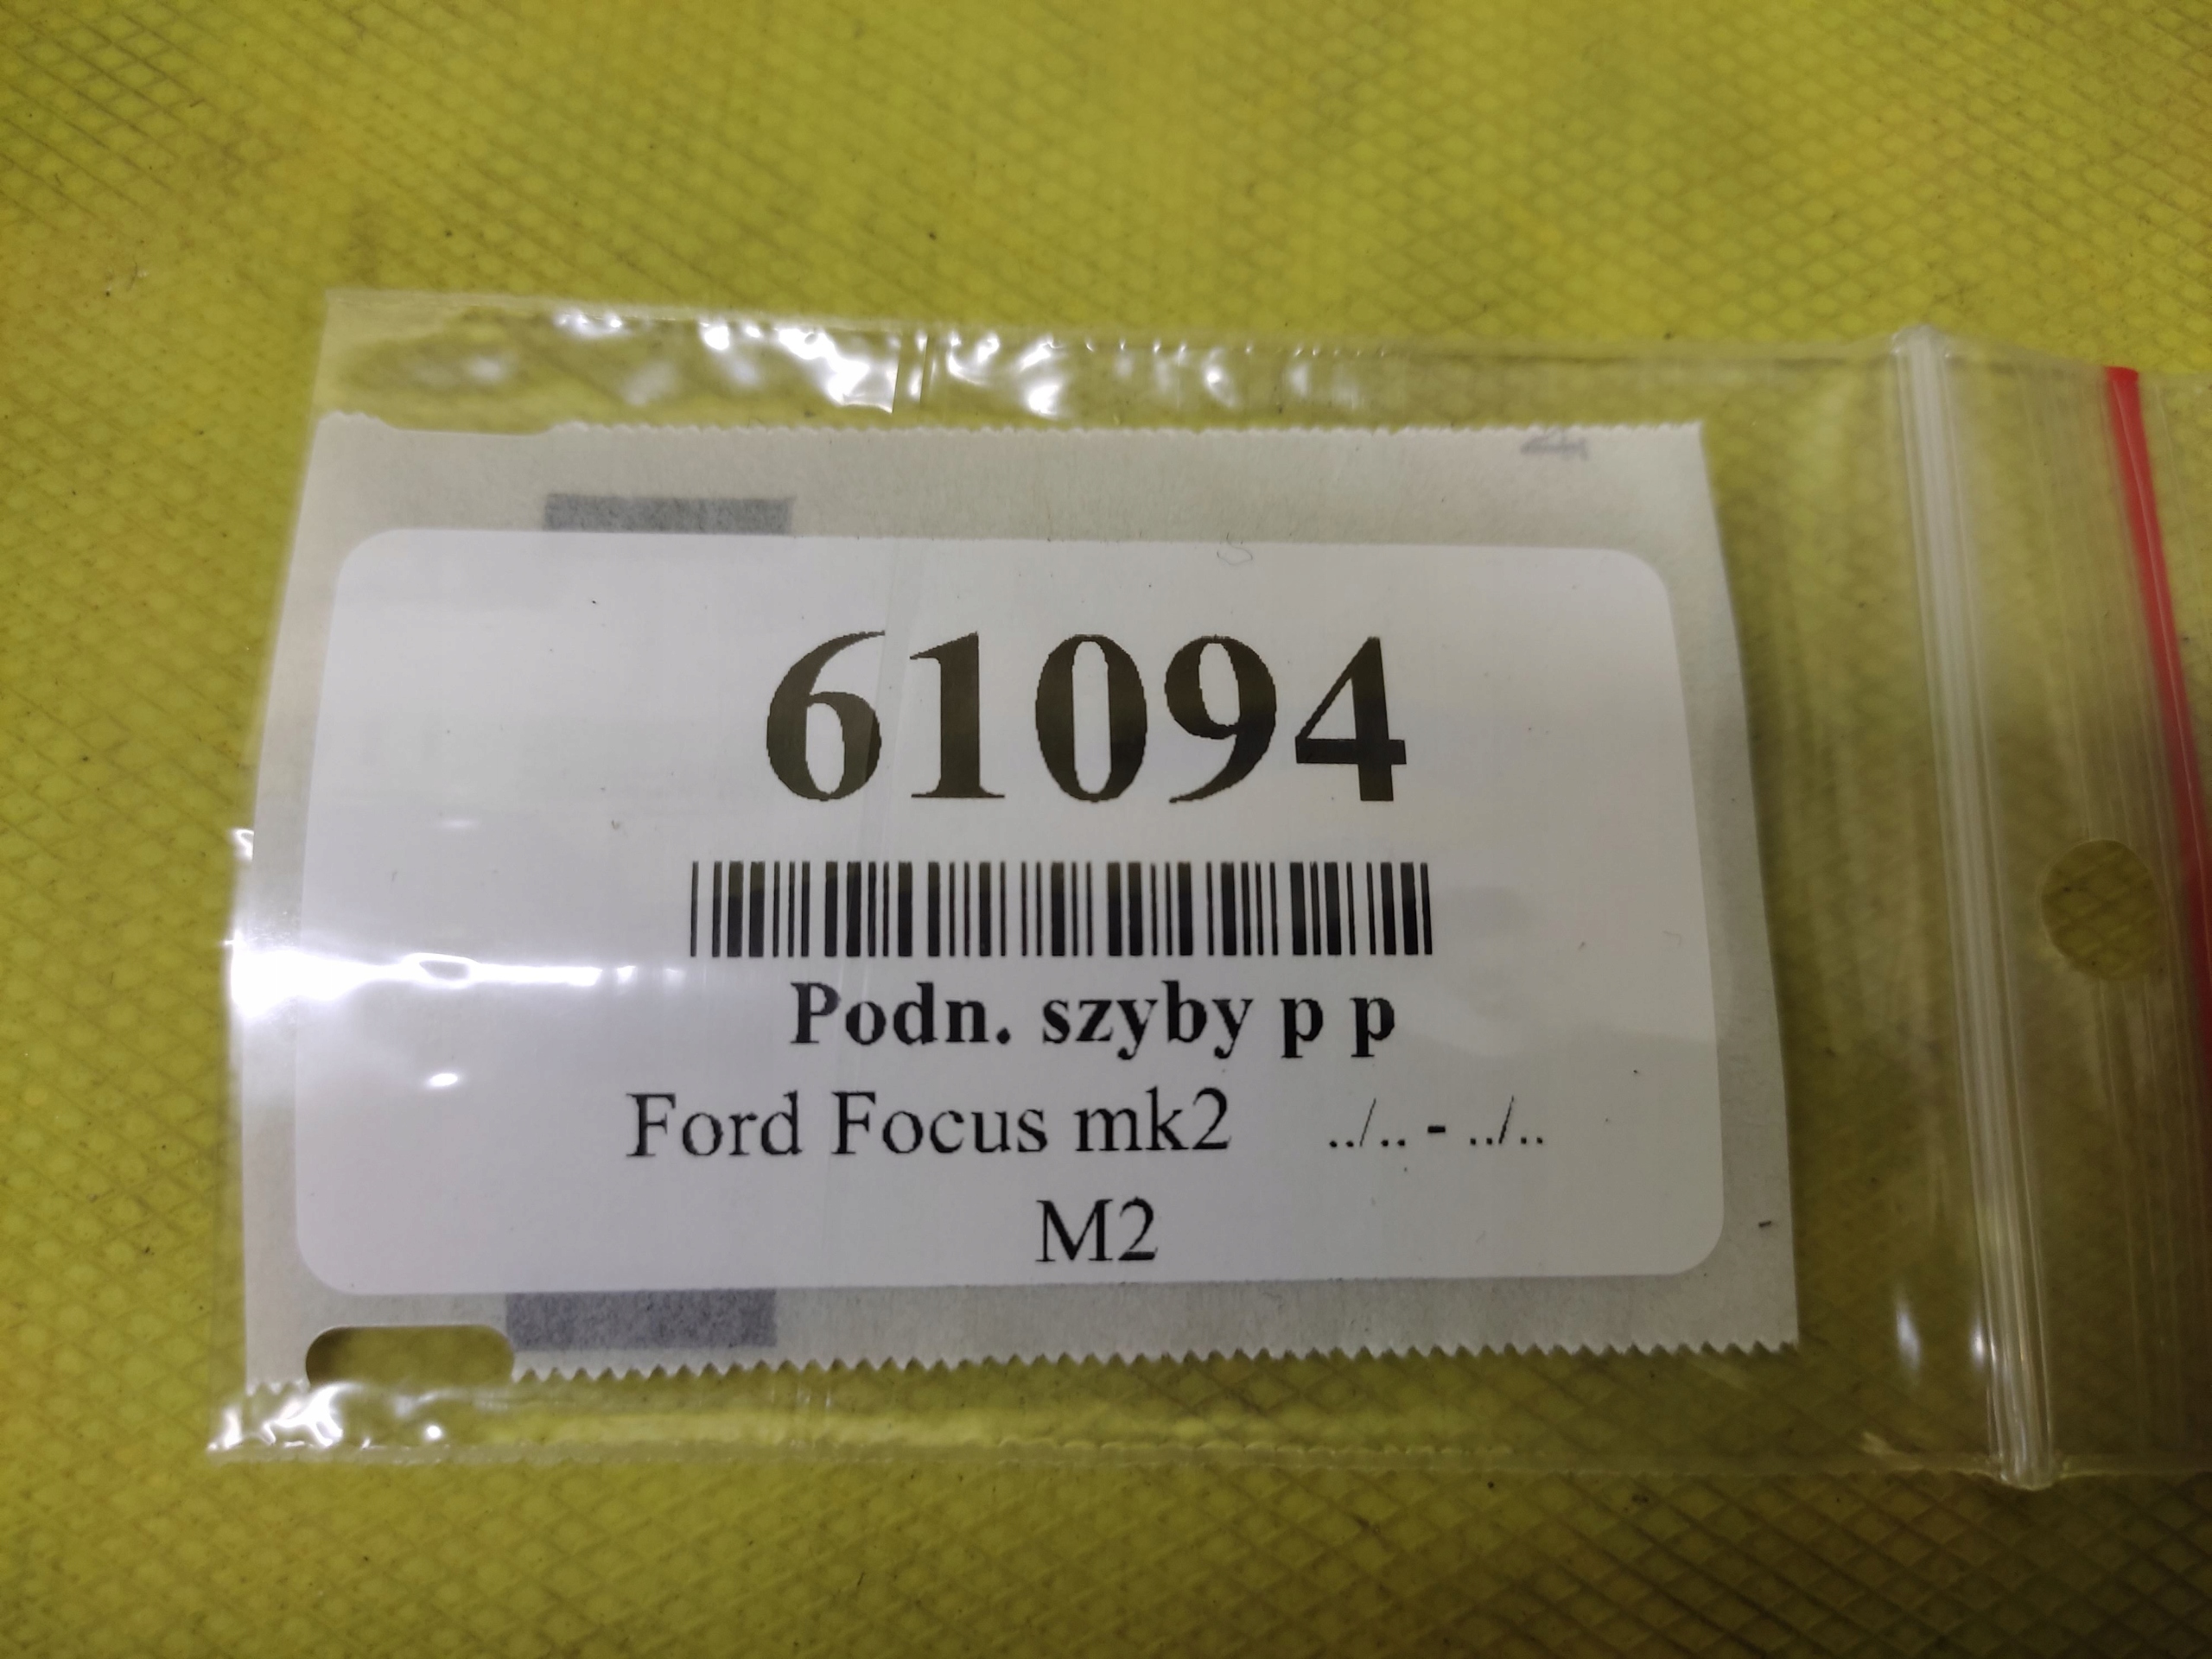 61094
Podn. szyby p p
Ford Focus mk2 ../.. - ../..
M2